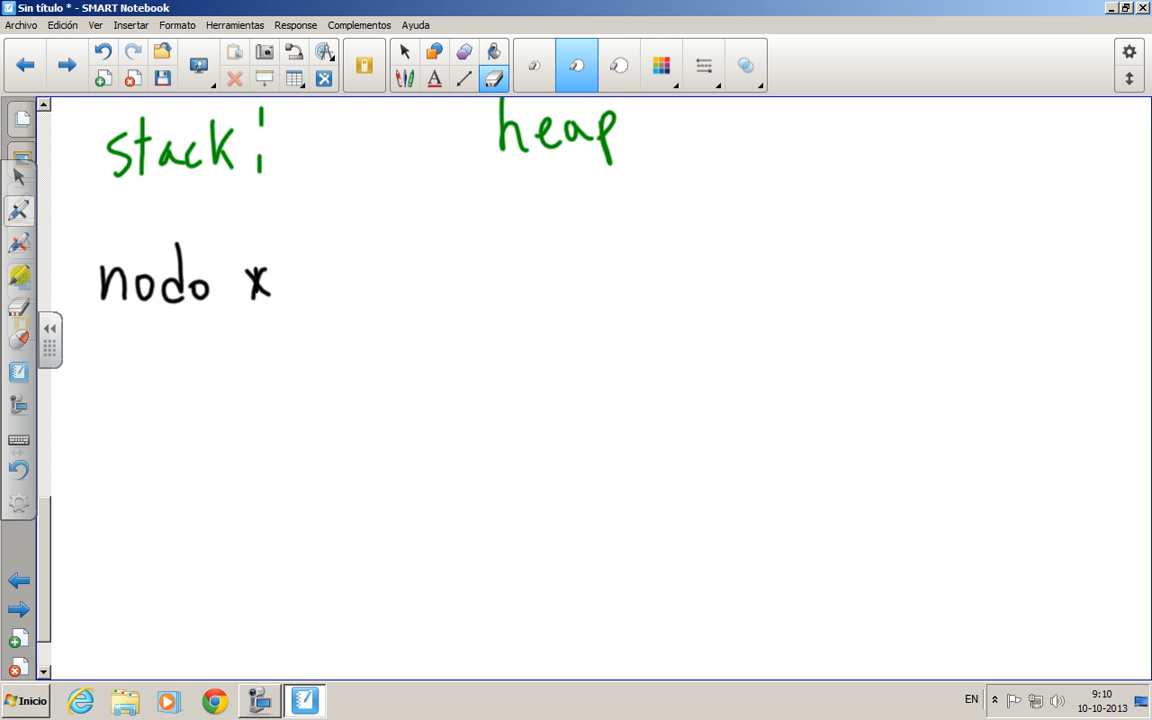 Sin título * - SMART Notebook
Archivo Edición Ver Insertar Formato Herramientas Response Complementos Ayuda
stack: heap
nodo *
Inicio EN 9:10
10-10-2013